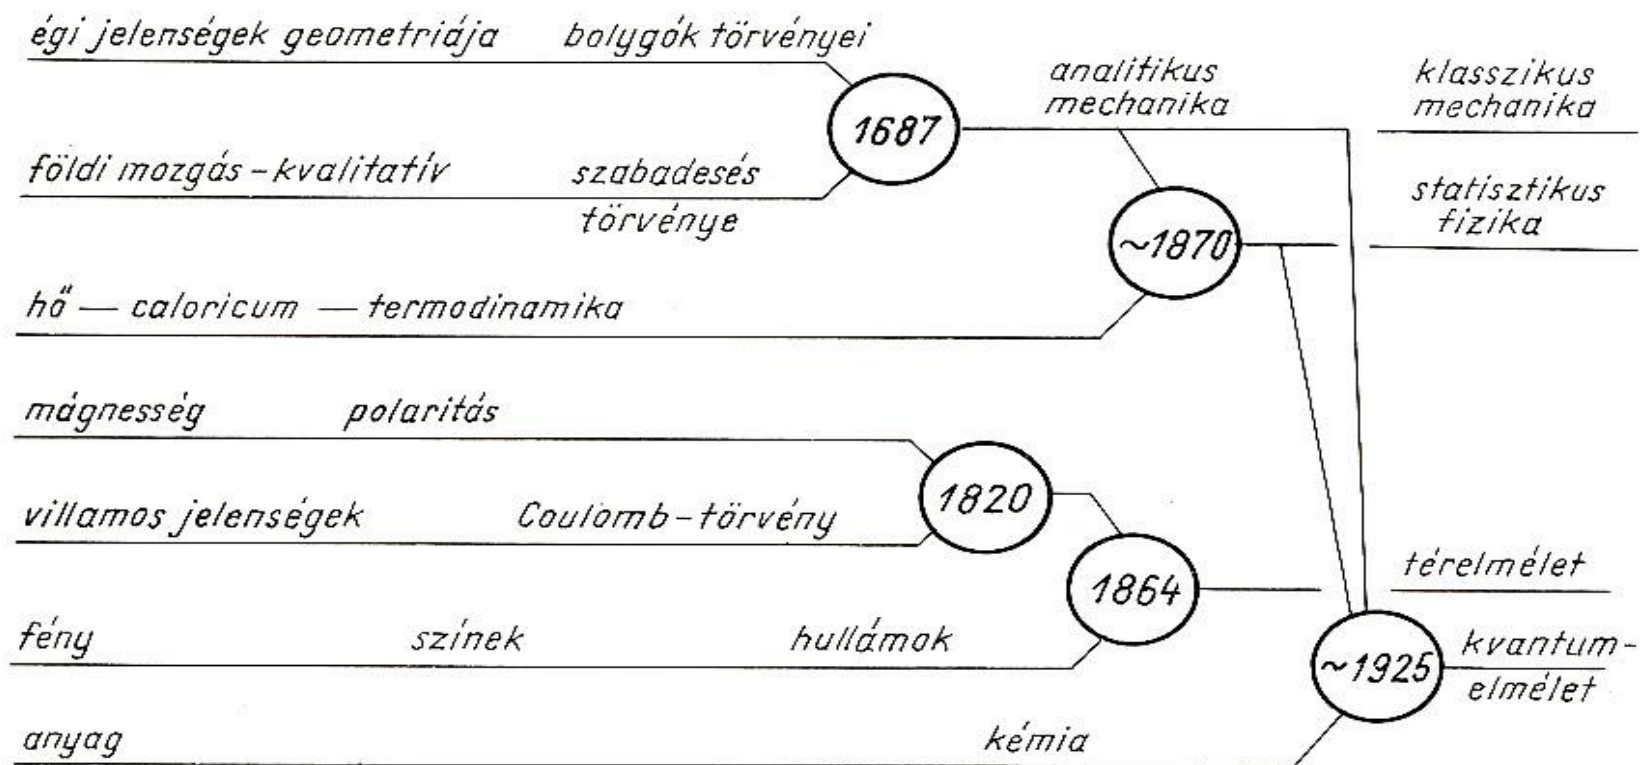 égi jelenségek geometriája bolygók törvényei
földi mozgás – kvalitatív szabadesés
törvénye
hő — caloricum — termodinamika
mágnesség polaritás
villamos jelenségek Coulomb-törvény
fény színek hullámok
anyag kémia
1687
analitikus
mechanika
~1870
1820
1864
~1925
klasszikus
mechanika
statisztikus
fizika
térelmélet
kvantum-
elmélet